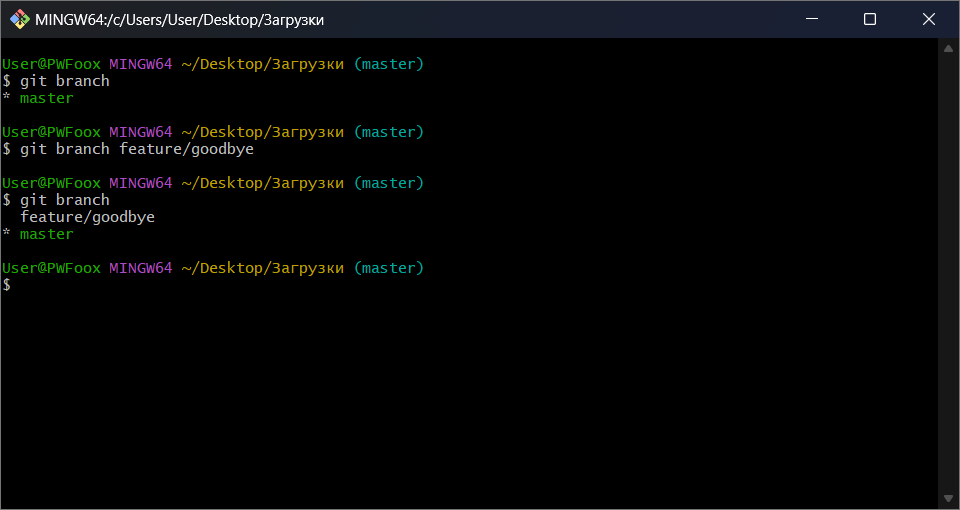 MINGW64:/c/Users/User/Desktop/Загрузки
User@PWFoox MINGW64 ~/Desktop/Загрузки (master)
$ git branch
* master
User@PWFoox MINGW64 ~/Desktop/Загрузки (master)
$ git branch feature/goodbye
User@PWFoox MINGW64 ~/Desktop/Загрузки (master)
$ git branch
  feature/goodbye
* master
User@PWFoox MINGW64 ~/Desktop/Загрузки (master)
$